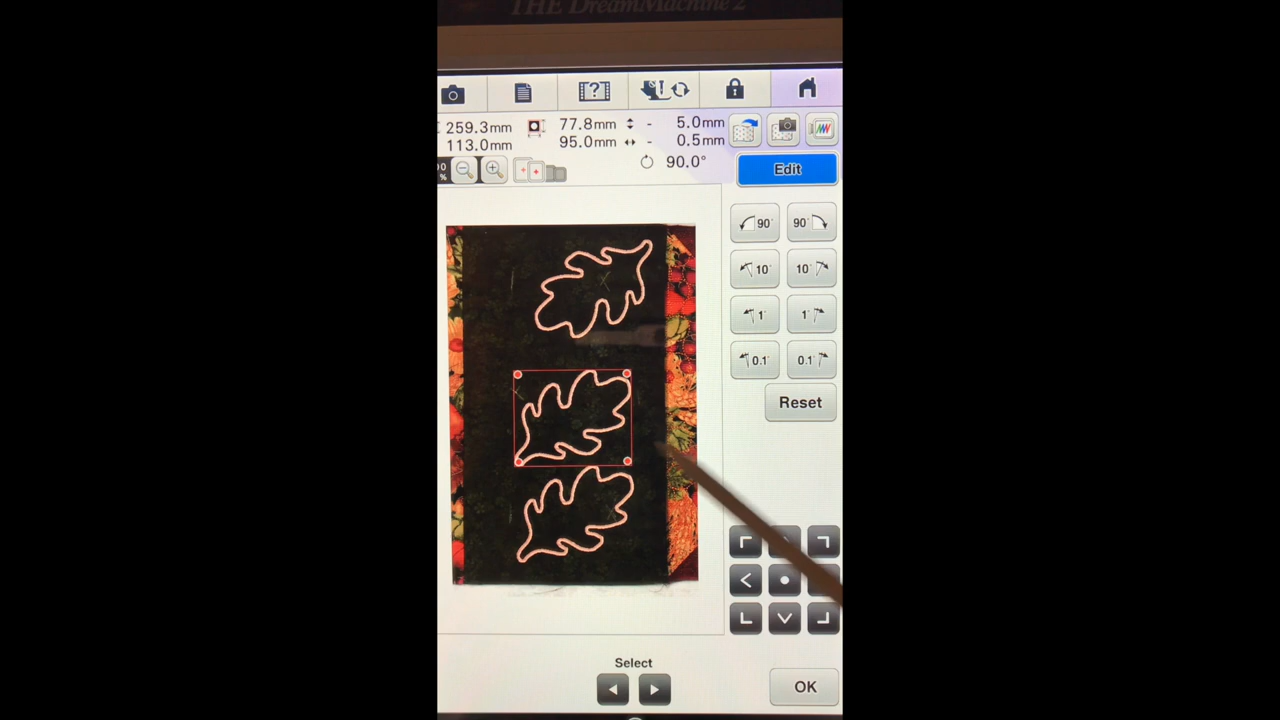 THE DreamMachine 2
?
259.3mm 77.8mm - 5.0mm
113.0mm 95.0mm - 0.5mm
90.0°
%
Edit
90° 90°
10° 10°
1° 1°
0.1° 0.1°
Reset
Select
OK